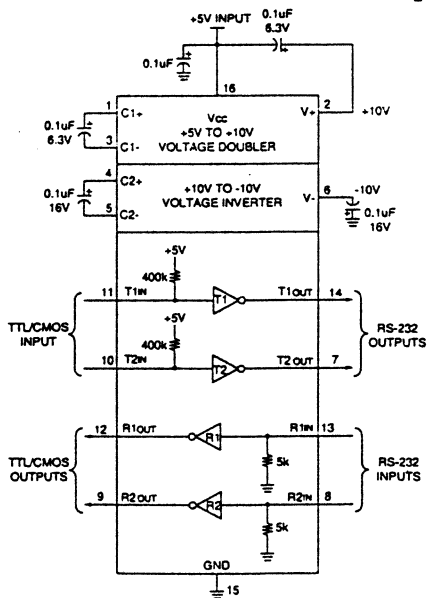 +5V INPUT
0.1uF
6.3V
0.1uF
16
1
C1+
VCC
V+
2
+10V
0.1uF
6.3V
+5V TO +10V
3
C1-
VOLTAGE DOUBLER
4
C2+
+10V TO -10V
V-
6
-10V
0.1uF
16V
VOLTAGE INVERTER
5
C2-
0.1uF
16V
+5V
400k
11
T1IN
T1
T1OUT
14
TTL/CMOS
INPUT
+5V
400k
RS-232
OUTPUTS
10
T2IN
T2
T2OUT
7
12
R1OUT
R1
R1IN
13
TTL/CMOS
OUTPUTS
5k
RS-232
INPUTS
9
R2OUT
R2
R2IN
8
5k
GND
15